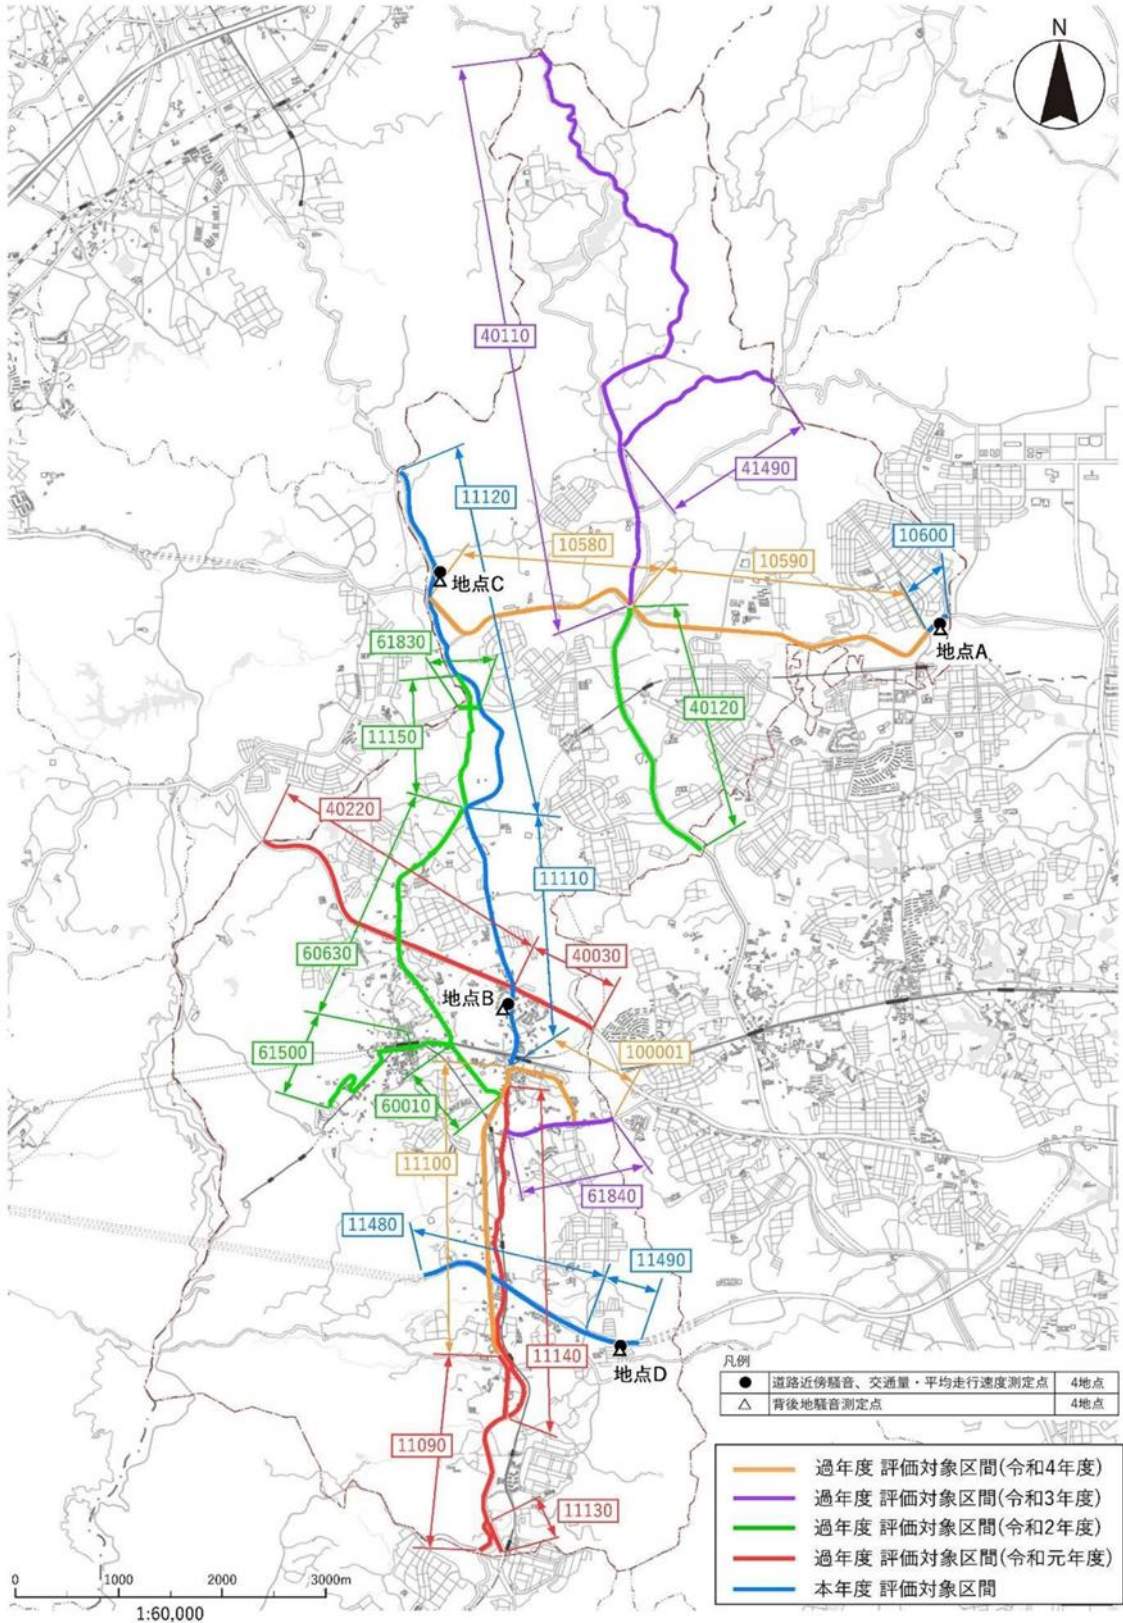 N
40110
41490
11120
10580
10590
10600
地点C
地点A
61830
40120
11150
40220
11110
60630
40030
地点B
61500
100001
60010
11100
61840
11480
11490
11140
地点D
11090
11130
凡例
● 道路近傍騒音、交通量・平均走行速度測定点 4地点
△ 背後地騒音測定点 4地点
過年度 評価対象区間(令和4年度)
過年度 評価対象区間(令和3年度)
過年度 評価対象区間(令和2年度)
過年度 評価対象区間(令和元年度)
本年度 評価対象区間
0 1000 2000 3000m
1:60,000